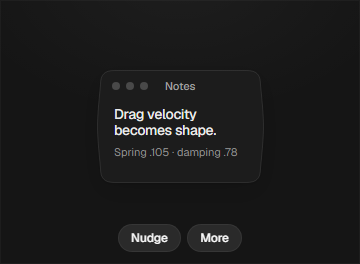 Notes
Drag velocity
becomes shape.
Spring .105 · damping .78
Nudge
More